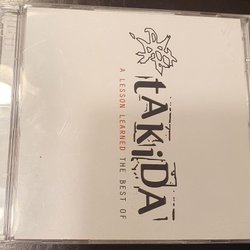 tAKiDA
A LESSON LEARNED THE BEST OF